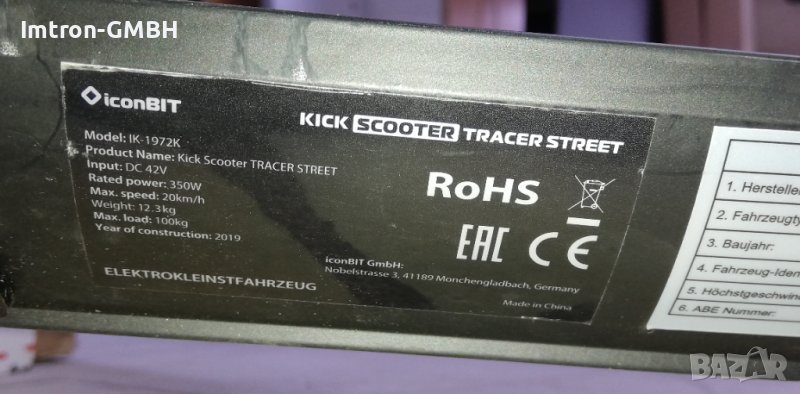 Imtron-GMBH
iconBIT
KICK SCOOTER TRACER STREET
Model: IK-1972K
Product Name: Kick Scooter TRACER STREET
Input: DC 42V
Rated power: 350W
Max. speed: 20km/h
Weight: 12.3kg
Max. load: 100kg
Year of construction: 2019
ELEKTROKLEINSTFAHRZEUG
RoHS
EAC CE
iconBIT GmbH:
Nobelstrasse 3, 41189 Monchengladbach, Germany
Made in China
1. Hersteller
2. Fahrzeugty
3. Baujahr:
4. Fahrzeug-Iden
5. Höchstgeschwin
6. ABE Nummer:
BAZAR